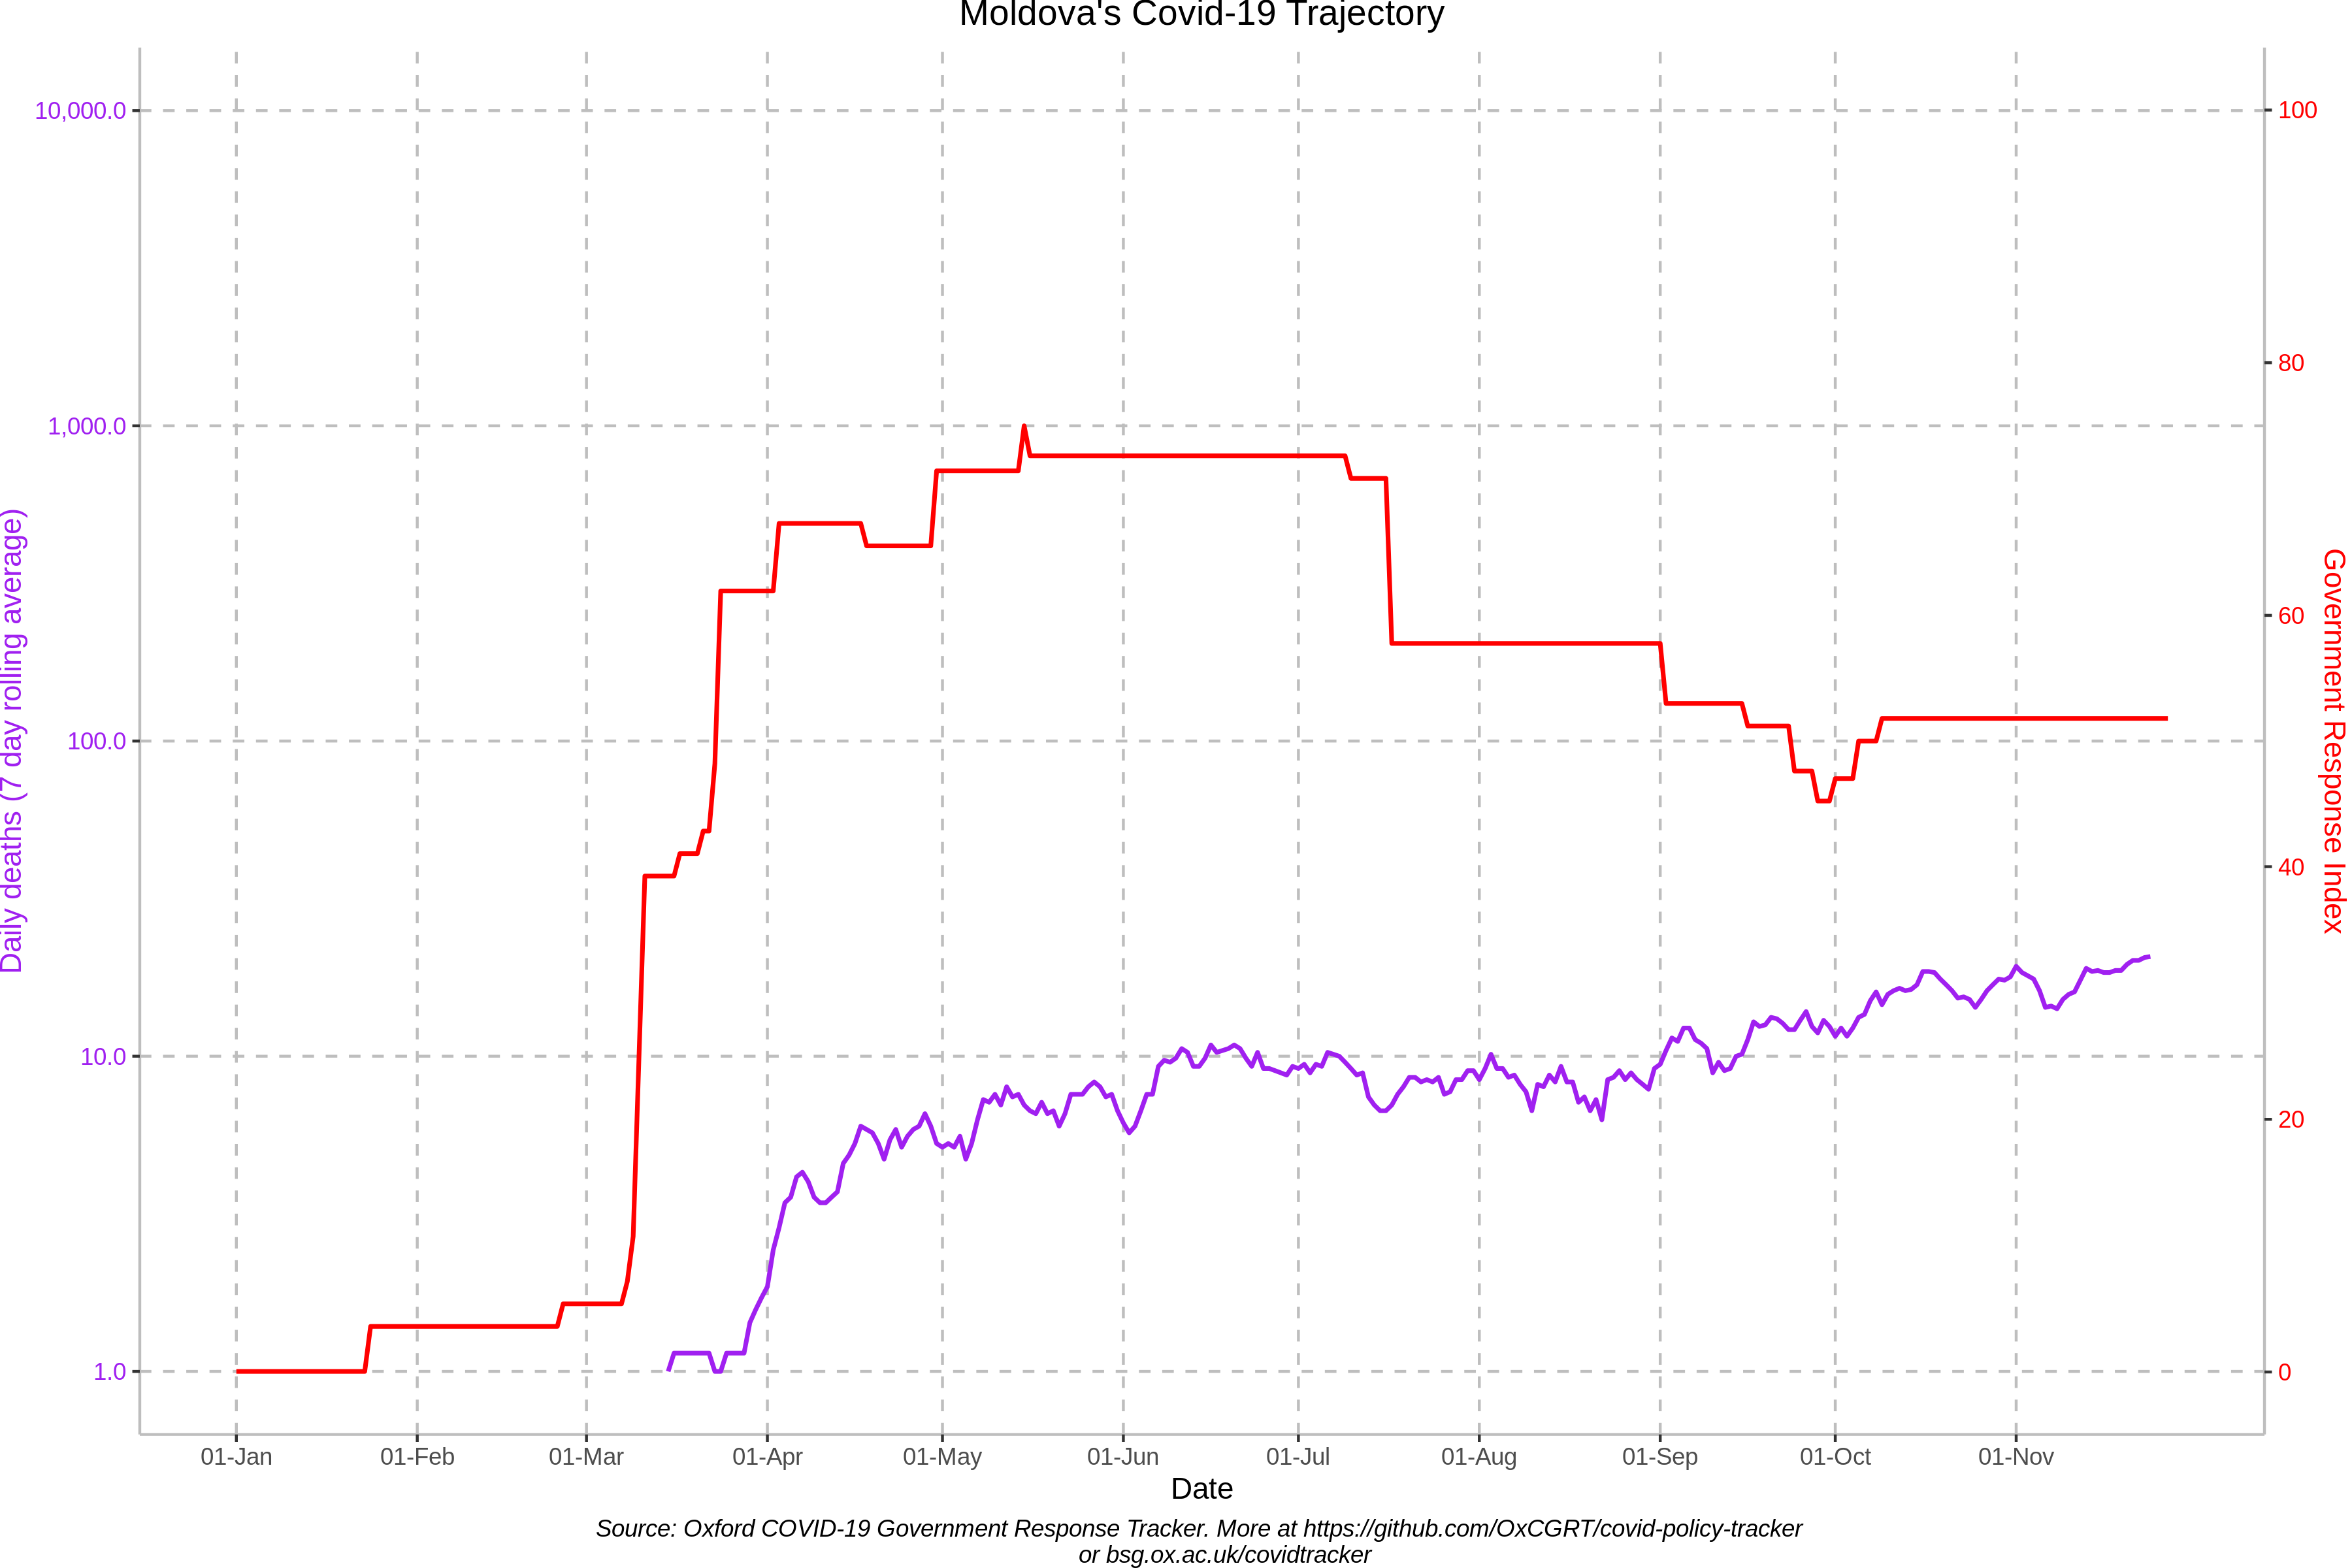 Moldova's Covid-19 Trajectory
10,000.0
1,000.0
100.0
10.0
1.0
Daily deaths (7 day rolling average)
100
80
60
40
20
0
Government Response Index
01-Jan
01-Feb
01-Mar
01-Apr
01-May
01-Jun
01-Jul
01-Aug
01-Sep
01-Oct
01-Nov
Date
Source: Oxford COVID-19 Government Response Tracker. More at https://github.com/OxCGRT/covid-policy-tracker
or bsg.ox.ac.uk/covidtracker